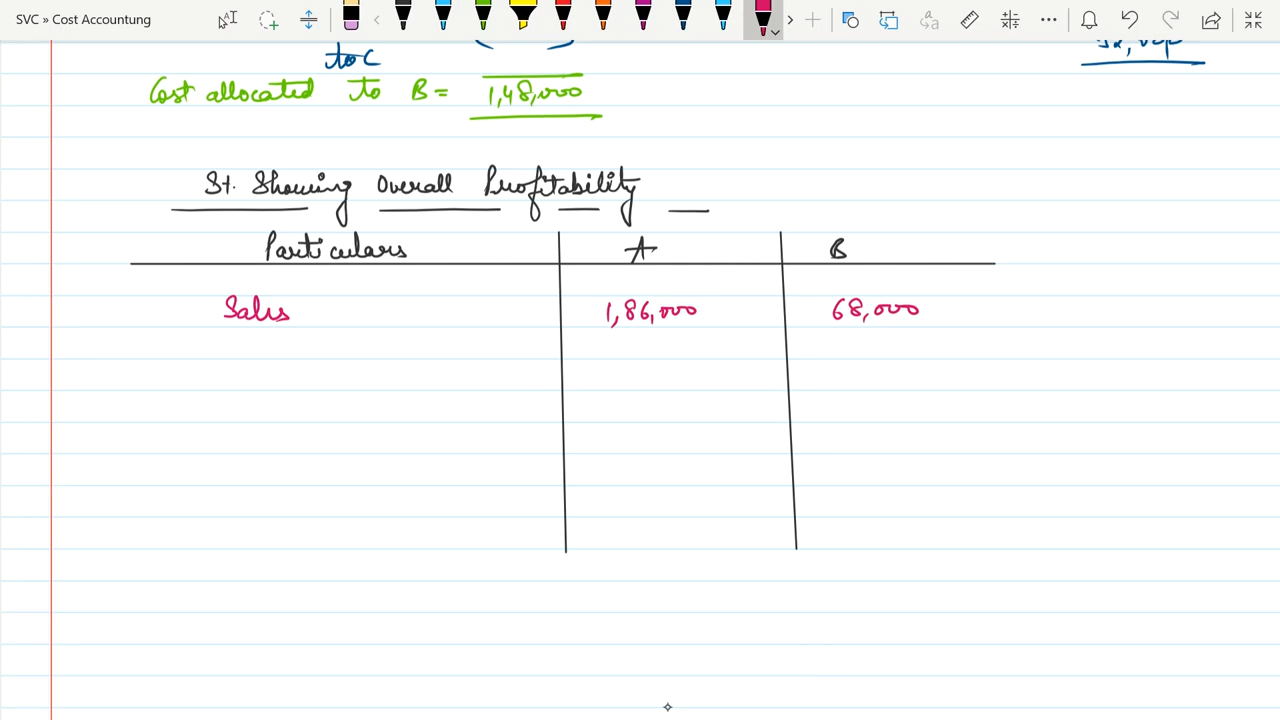 SVC » Cost Accountung
to C
Cost allocated to B = 1,48,000
St. Showing Overall Profitability
Particulars A B
Sales 1,86,000 68,000